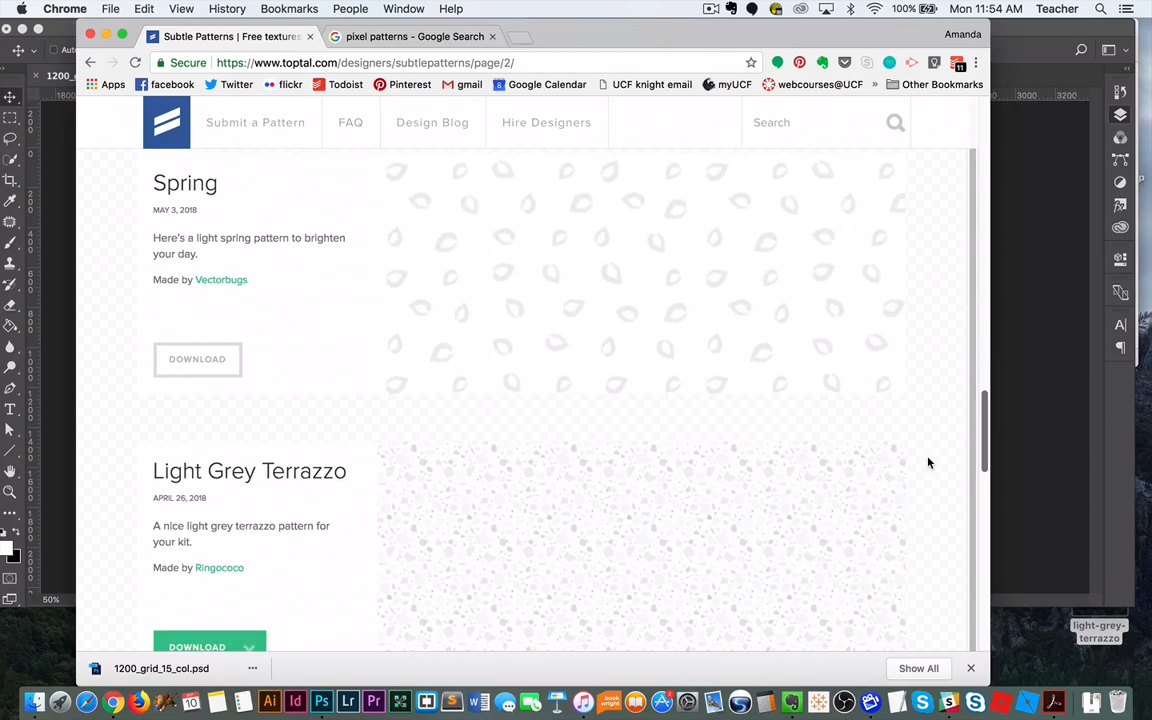 Chrome File Edit View History Bookmarks People Window Help 100% Mon 11:54 AM Teacher
Subtle Patterns | Free textures pixel patterns - Google Search Amanda
Secure https://www.toptal.com/designers/subtlepatterns/page/2/
Apps facebook Twitter flickr Todoist Pinterest gmail Google Calendar UCF knight email myUCF webcourses@UCF » Other Bookmarks
11
1800 3000 3200
Submit a Pattern FAQ Design Blog Hire Designers Search
Spring
MAY 3, 2018
Here's a light spring pattern to brighten
your day.
Made by Vectorbugs
DOWNLOAD
Light Grey Terrazzo
APRIL 26, 2018
A nice light grey terrazzo pattern for
your kit.
Made by Ringococo
DOWNLOAD
50%
light-grey-
terrazzo
1200_grid_15_col.psd Show All